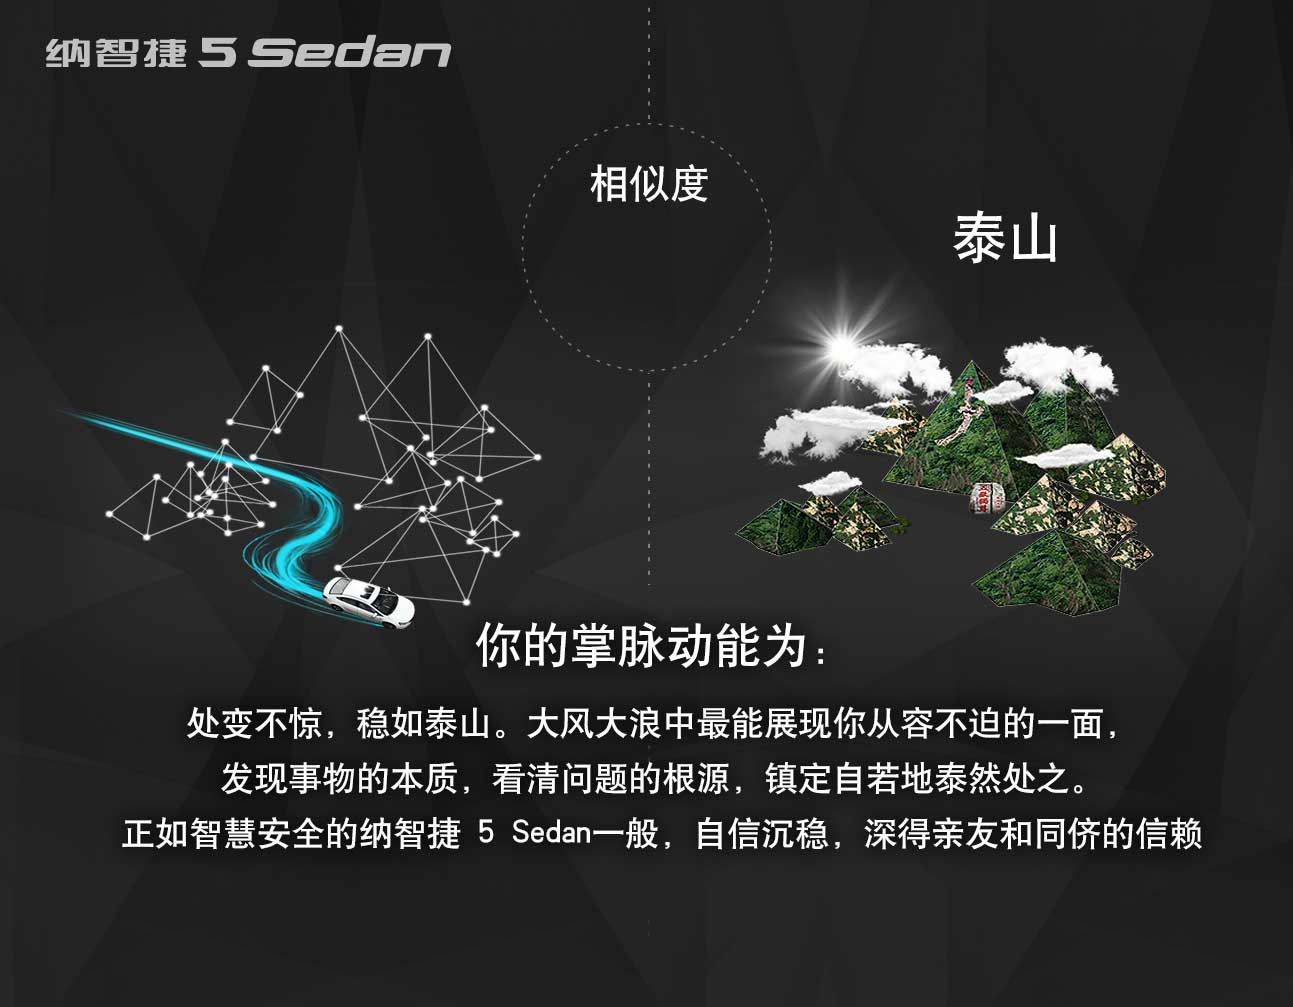 纳智捷 5 Sedan
相似度
泰山
五岳独尊
你的掌脉动能为：
处变不惊，稳如泰山。大风大浪中最能展现你从容不迫的一面，
发现事物的本质，看清问题的根源，镇定自若地泰然处之。
正如智慧安全的纳智捷 5 Sedan一般，自信沉稳，深得亲友和同侪的信赖